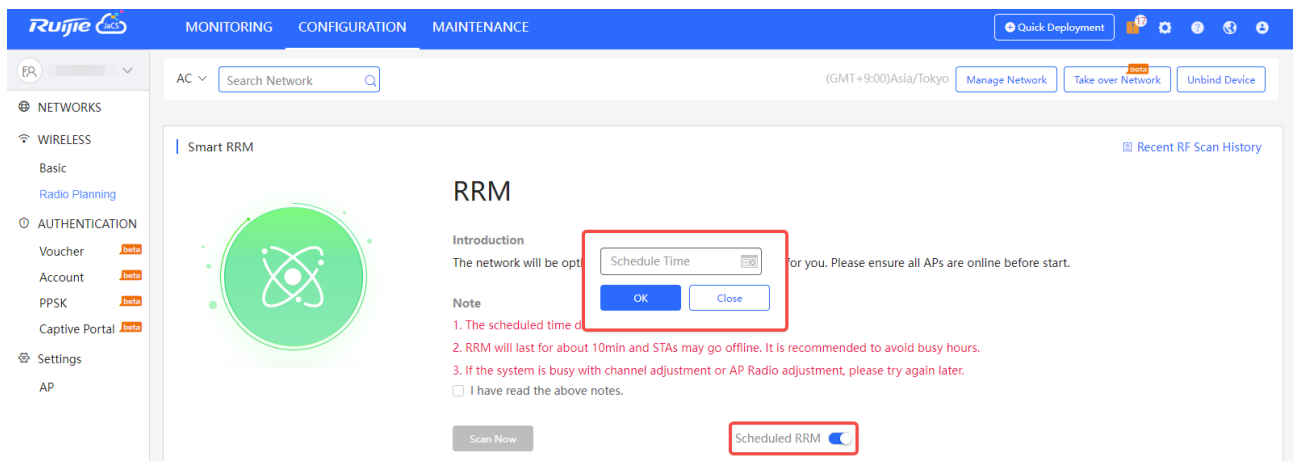 Ruijie JaCS MONITORING CONFIGURATION MAINTENANCE Quick Deployment 17
FR
AC Search Network (GMT+9:00)Asia/Tokyo Manage Network Take over Network beta Unbind Device
NETWORKS
WIRELESS
Basic
Radio Planning
AUTHENTICATION
Voucher beta
Account beta
PPSK beta
Captive Portal beta
Settings
AP
Smart RRM Recent RF Scan History
RRM
Introduction
The network will be opti for you. Please ensure all APs are online before start.
Schedule Time
OK Close
Note
1. The scheduled time d
2. RRM will last for about 10min and STAs may go offline. It is recommended to avoid busy hours.
3. If the system is busy with channel adjustment or AP Radio adjustment, please try again later.
I have read the above notes.
Scan Now Scheduled RRM